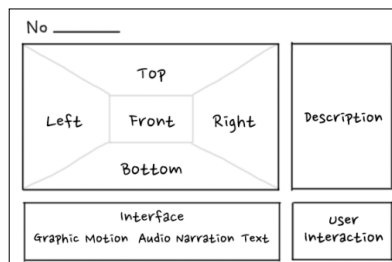 No
Top
Left Front Right
Bottom
Description
Interface
Graphic Motion Audio Narration Text
User
Interaction